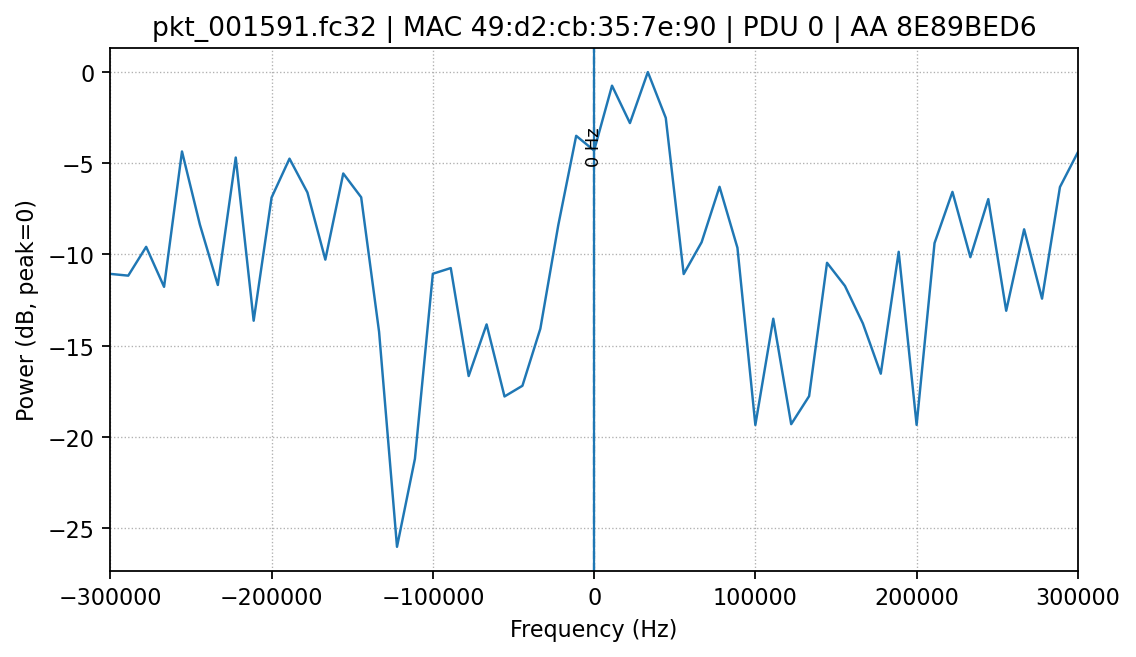 pkt_001591.fc32 | MAC 49:d2:cb:35:7e:90 | PDU 0 | AA 8E89BED6
Power (dB, peak=0)
0
−5
−10
−15
−20
−25
0 Hz
−300000 −200000 −100000 0 100000 200000 300000
Frequency (Hz)